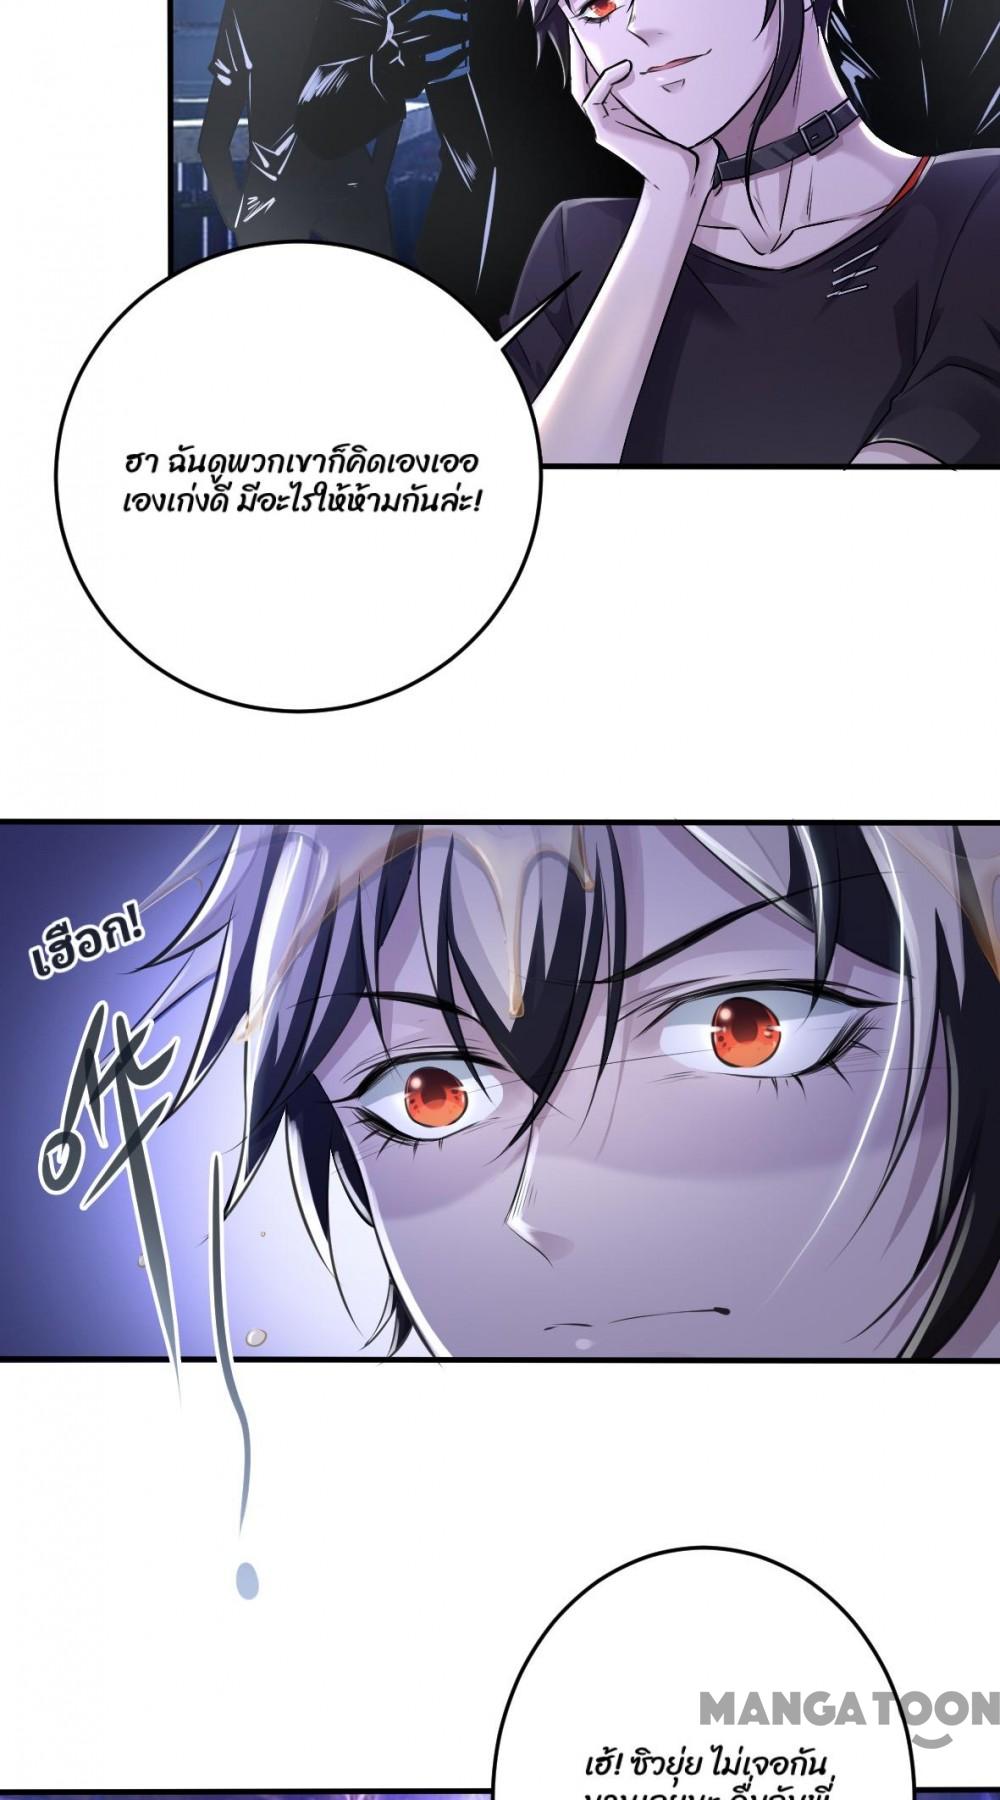 ฮา ฉันดูพวกเขาก็คิดเองเออ
เองเก่งดี มีอะไรให้ห้ามกันล่ะ!
เฮือก!
MANGATOON
เฮ้! ซิวยุ่ย ไม่เจอกัน